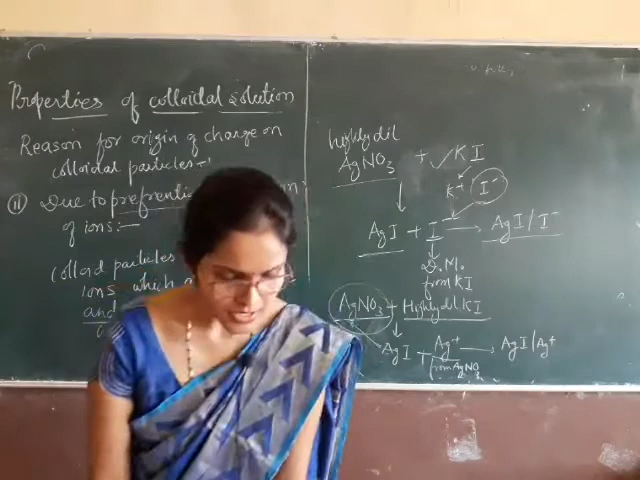 Properties of colloidal solution
Reason for origin of charge on
colloidal particles :-
(ii) Due to prefrenti
of ions :—
Colloid particles
ions which a
and
highly dil
AgNO₃ + ✓ KI
K⁺ I⁻
AgI + I⁻ → AgI / I⁻
D.M.
from KI
AgNO₃ + Highly dil KI
AgI + Ag⁺ → AgI / Ag⁺
from AgNO₃